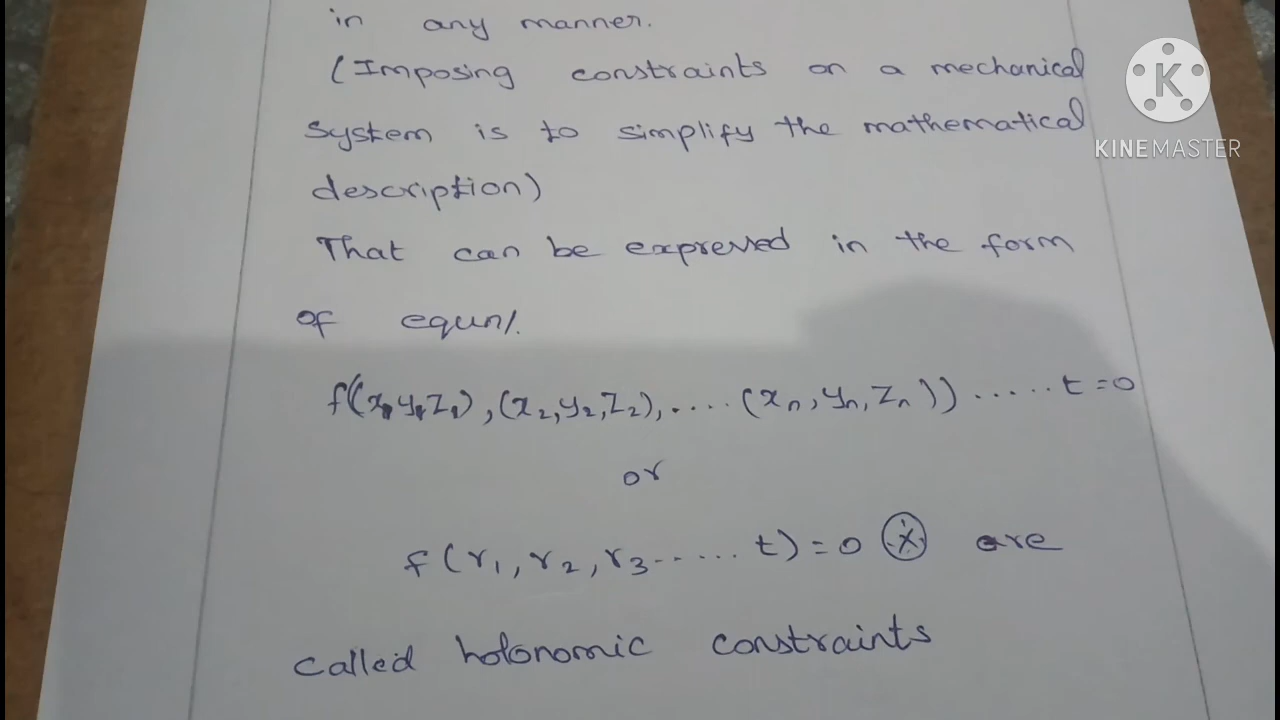 in any manner.
(Imposing constraints on a mechanical
system is to simplify the mathematical
description)
That can be expressed in the form
of equn/.
f((x1,y1,z1),(x2,y2,z2),....(xn,yn,zn))......t=0
or
f(r1,r2,r3......t)=0 ※ are
called holonomic constraints
K
KINEMASTER